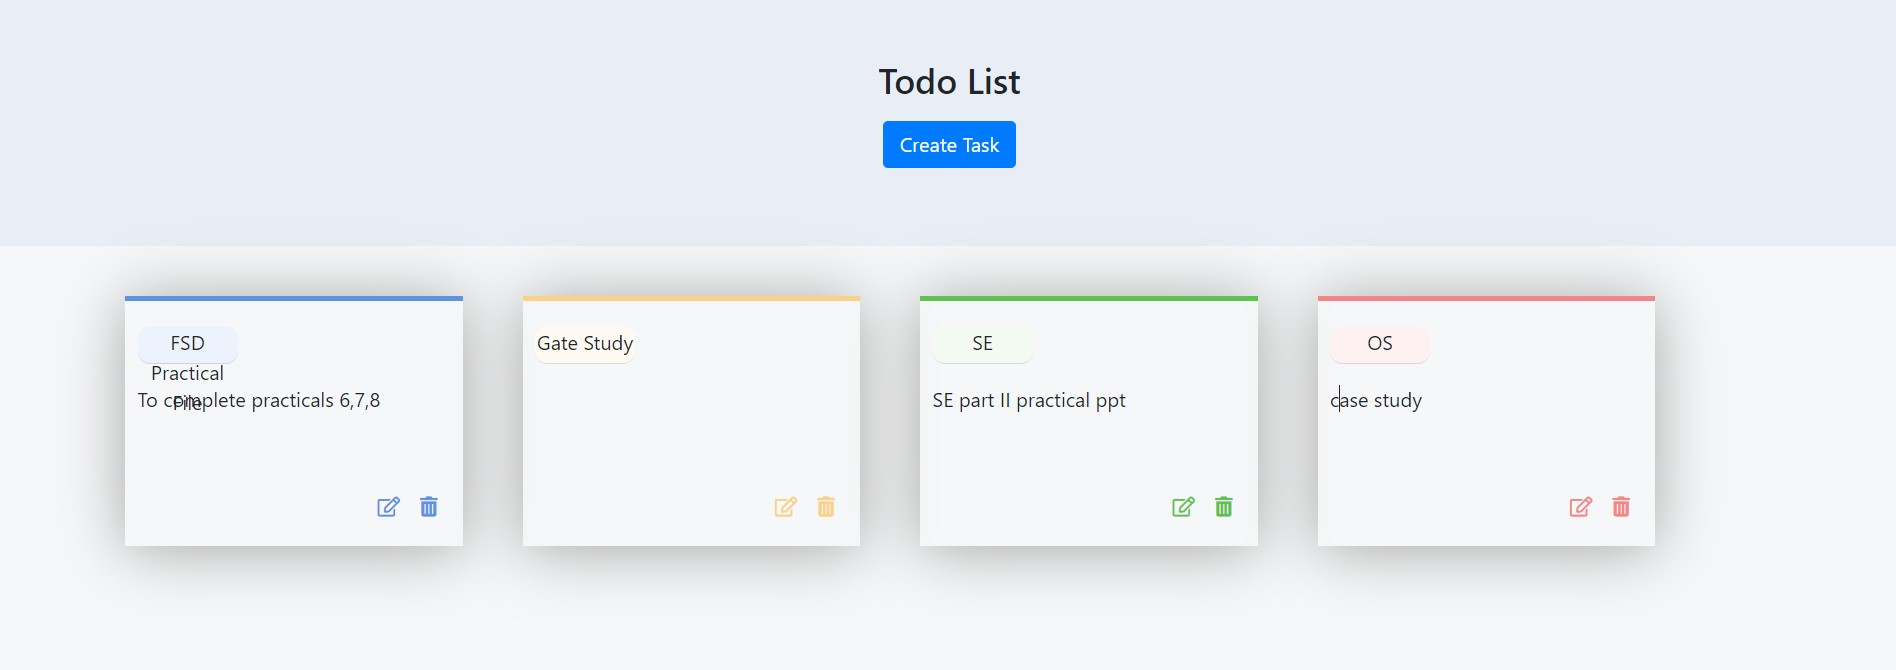 Todo List
Create Task
FSD
Practical
File
To complete practicals 6,7,8
Gate Study
SE
SE part II practical ppt
OS
case study